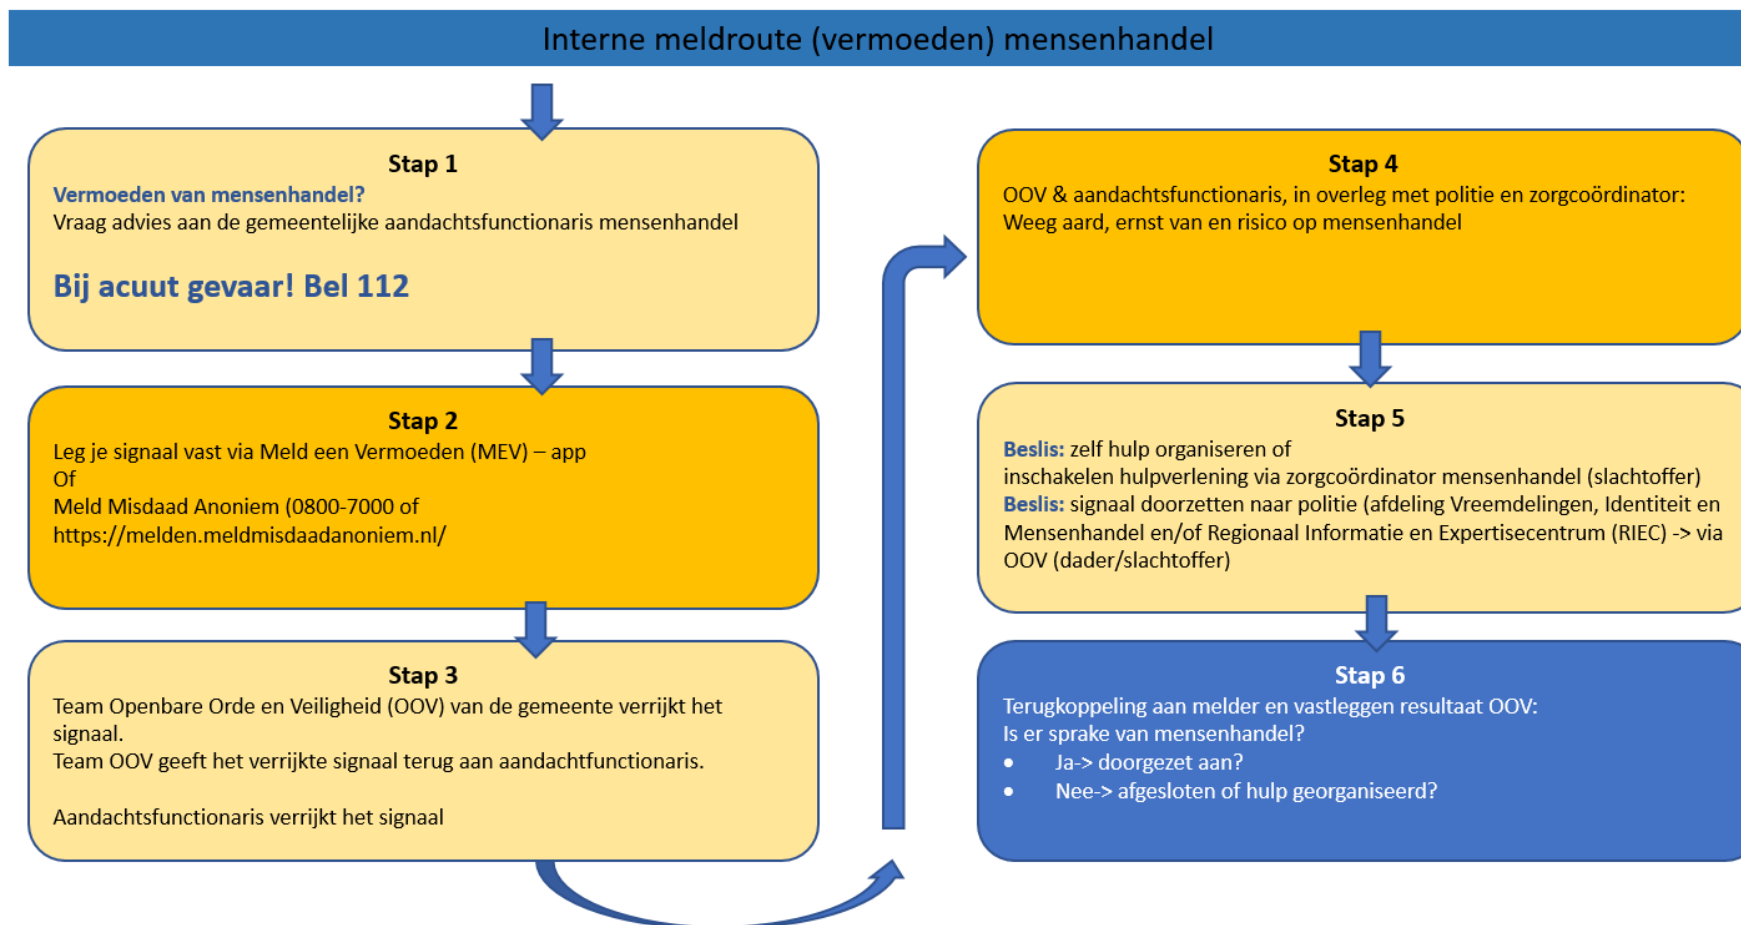 Interne meldroute (vermoeden) mensenhandel
Stap 1
Vermoeden van mensenhandel?
Vraag advies aan de gemeentelijke aandachtsfunctionaris mensenhandel
Bij acuut gevaar! Bel 112
Stap 2
Leg je signaal vast via Meld een Vermoeden (MEV) – app
Of
Meld Misdaad Anoniem (0800-7000 of
https://melden.meldmisdaadanoniem.nl/
Stap 3
Team Openbare Orde en Veiligheid (OOV) van de gemeente verrijkt het
signaal.
Team OOV geeft het verrijkte signaal terug aan aandachtfunctionaris.
Aandachtsfunctionaris verrijkt het signaal
Stap 4
OOV & aandachtsfunctionaris, in overleg met politie en zorgcoördinator:
Weeg aard, ernst van en risico op mensenhandel
Stap 5
Beslis: zelf hulp organiseren of
inschakelen hulpverlening via zorgcoördinator mensenhandel (slachtoffer)
Beslis: signaal doorzetten naar politie (afdeling Vreemdelingen, Identiteit en
Mensenhandel en/of Regionaal Informatie en Expertisecentrum (RIEC) -> via
OOV (dader/slachtoffer)
Stap 6
Terugkoppeling aan melder en vastleggen resultaat OOV:
Is er sprake van mensenhandel?
• Ja-> doorgezet aan?
• Nee-> afgesloten of hulp georganiseerd?